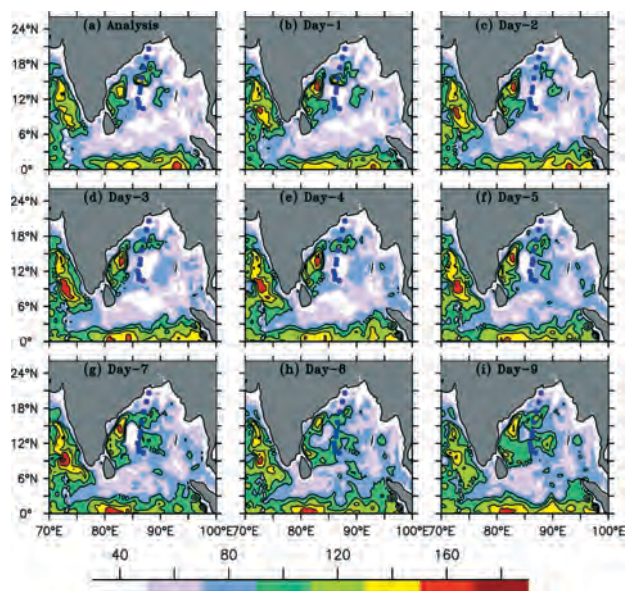 (a) Analysis (b) Day-1 (c) Day-2
24°N
18°N
12°N
6°N
0°
(d) Day-3 (e) Day-4 (f) Day-5
24°N
18°N
12°N
6°N
0°
(g) Day-7 (h) Day-8 (i) Day-9
24°N
18°N
12°N
6°N
0°
70°E 80°E 90°E 100°E 70°E 80°E 90°E 100°E 70°E 80°E 90°E 100°E
40 80 120 160